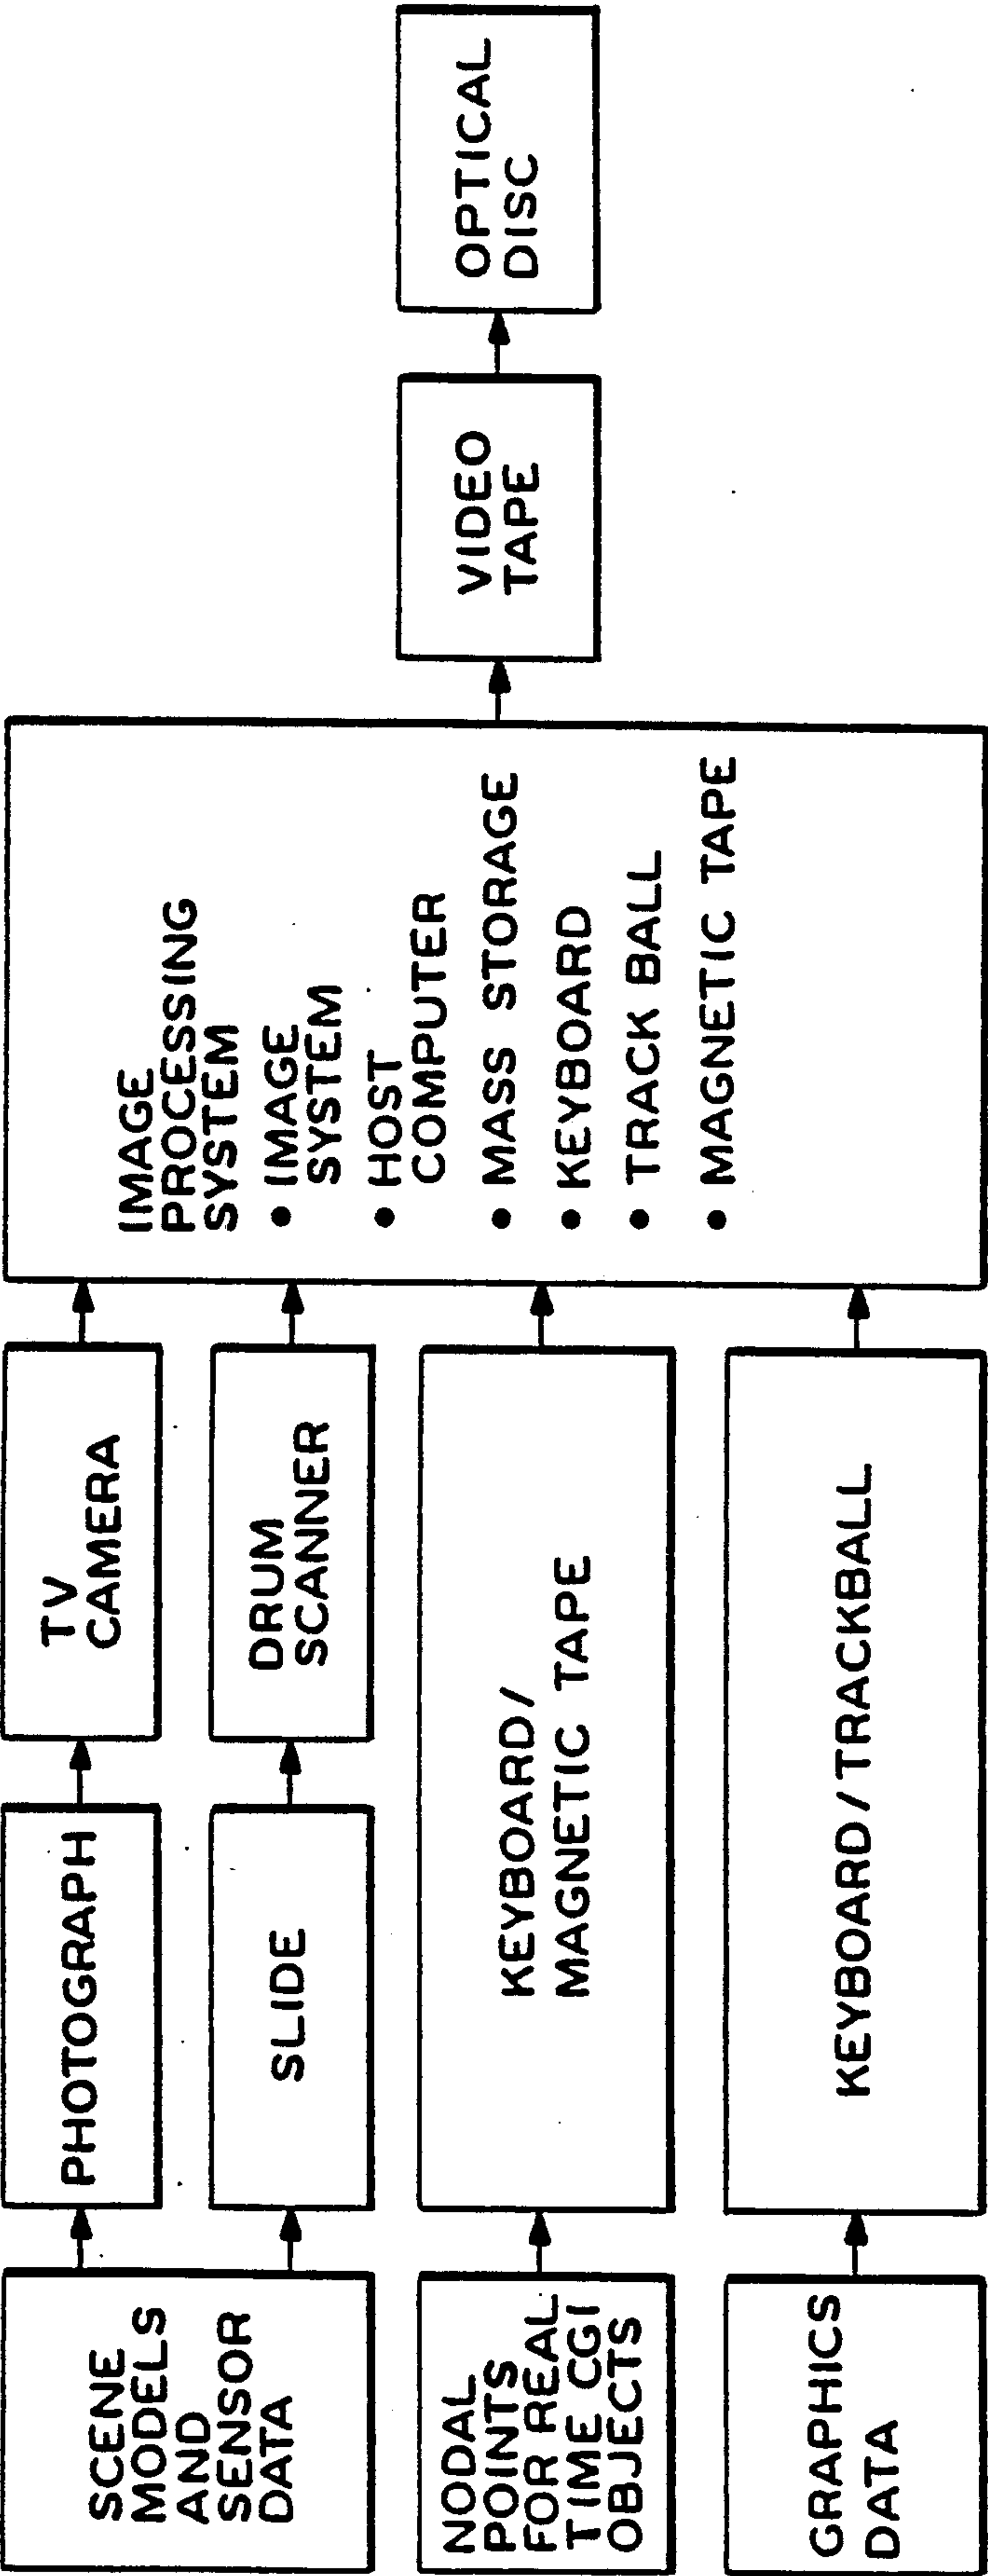 SCENE
MODELS
AND
SENSOR
DATA
PHOTOGRAPH
TV
CAMERA
SLIDE
DRUM
SCANNER
NODAL
POINTS
FOR REAL
TIME CGI
OBJECTS
KEYBOARD/
MAGNETIC TAPE
GRAPHICS
DATA
KEYBOARD/TRACKBALL
IMAGE
PROCESSING
SYSTEM
• IMAGE
SYSTEM
• HOST
COMPUTER
• MASS STORAGE
• KEYBOARD
• TRACK BALL
• MAGNETIC TAPE
VIDEO
TAPE
OPTICAL
DISC